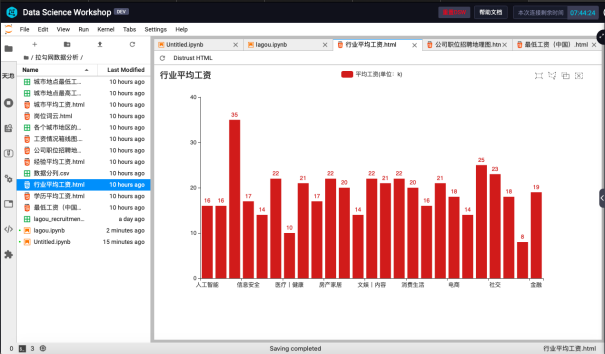 Data Science Workshop DEV
帮助文档
本次连接剩余时间 07:44:24
File Edit View Run Kernel Tabs Settings Help
Untitled.ipynb
lagou.ipynb
行业平均工资.html
公司职位招聘地理图.htm
最低工资（中国）.html
Distrust HTML
天池
/ 拉勾网数据分析 /
Name Last Modified
城市地点最低工... 10 hours ago
城市地点最高工... 10 hours ago
城市平均工资.html 10 hours ago
岗位词云.html 10 hours ago
各个城市地区的... 10 hours ago
工资情况箱线图... 10 hours ago
公司职位招聘地... 10 hours ago
经验平均工资.html 10 hours ago
数据分列.csv 10 hours ago
行业平均工资.html 10 hours ago
学历平均工资.html 10 hours ago
最低工资（中国... 10 hours ago
lagou_recruitmen... a day ago
lagou.ipynb 2 minutes ago
Untitled.ipynb 15 minutes ago
行业平均工资
平均工资(单位：k)
40
30
20
10
0
16 16 35 17 14 22 10 21 17 22 20 14 22 21 22 20 16 21 18 14 25 23 18 8 19
人工智能 信息安全 医疗丨健康 房产家居 文娱丨内容 消费生活 电商 社交 金融
0 3 Saving completed 行业平均工资.html